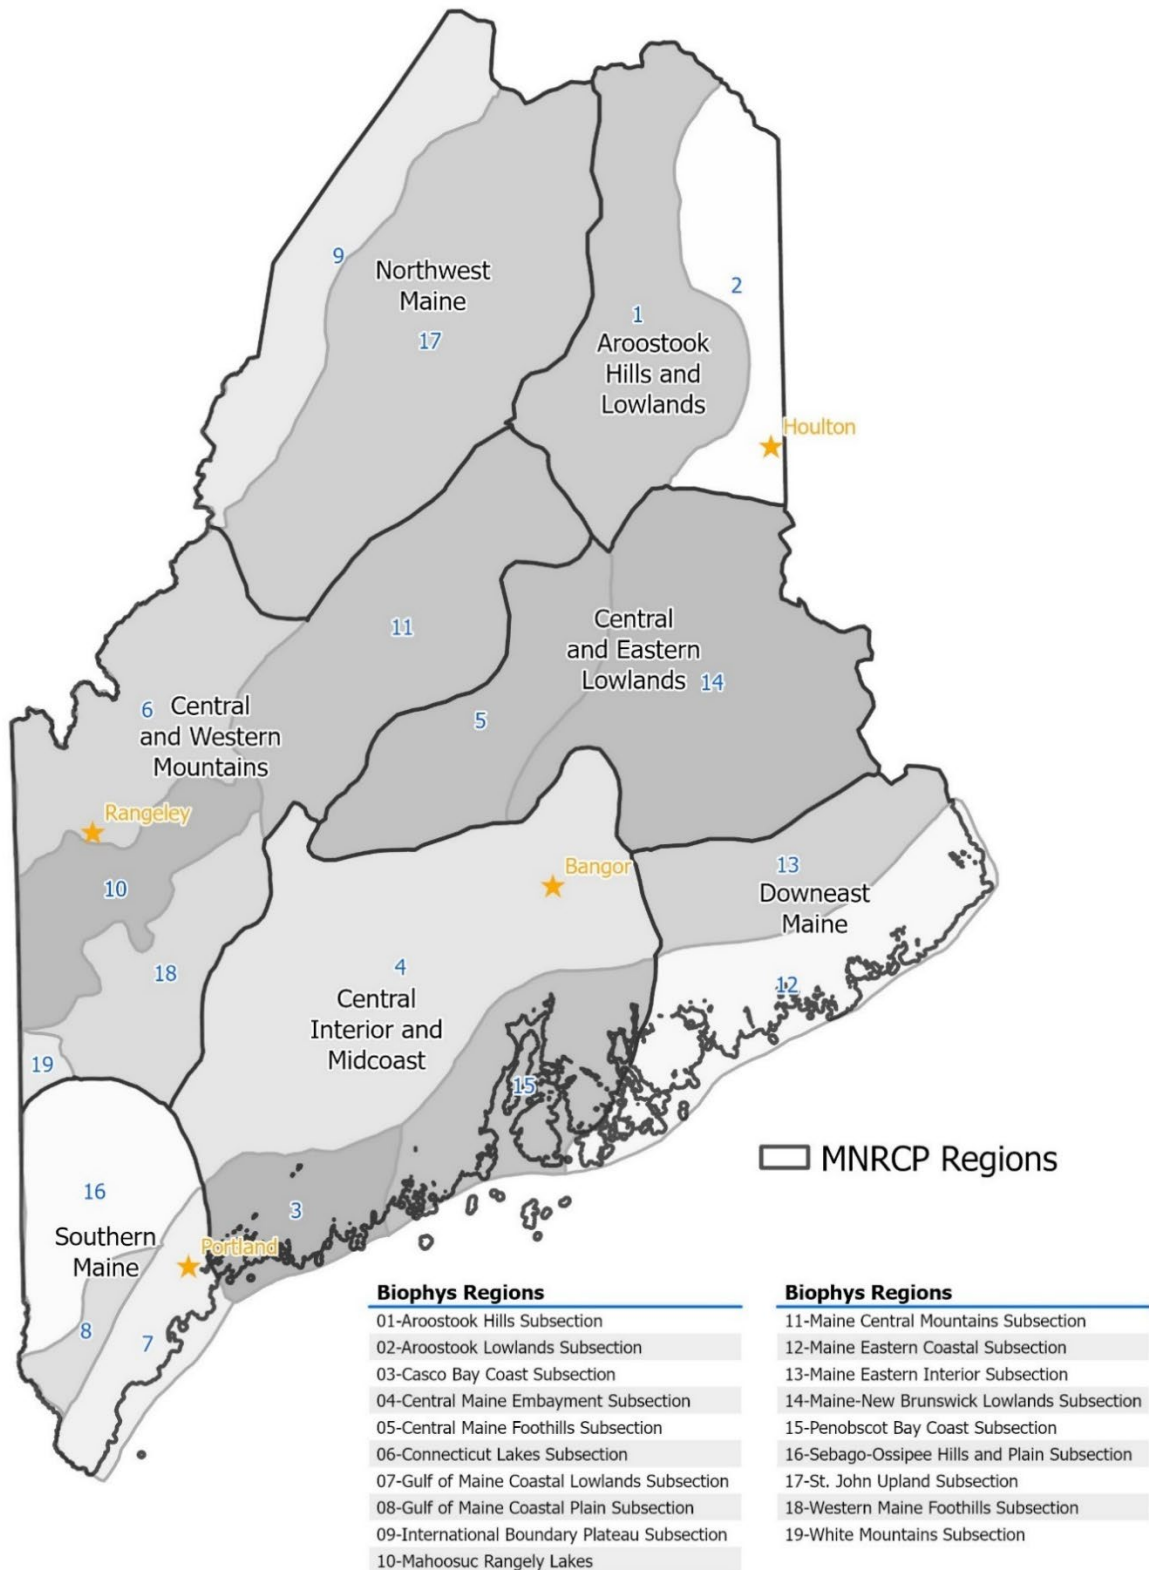 9
Northwest
Maine
17
2
1
Aroostook
Hills and
Lowlands
Houlton
11
Central
and Eastern
Lowlands
14
5
6
Central
and Western
Mountains
Rangeley
10
18
19
Bangor
13
Downeast
Maine
4
Central
Interior and
Midcoast
12
15
MNRCP Regions
16
Southern
Maine
3
Portland
8
7
Biophys Regions
01-Aroostook Hills Subsection
02-Aroostook Lowlands Subsection
03-Casco Bay Coast Subsection
04-Central Maine Embayment Subsection
05-Central Maine Foothills Subsection
06-Connecticut Lakes Subsection
07-Gulf of Maine Coastal Lowlands Subsection
08-Gulf of Maine Coastal Plain Subsection
09-International Boundary Plateau Subsection
10-Mahoosuc Rangely Lakes
Biophys Regions
11-Maine Central Mountains Subsection
12-Maine Eastern Coastal Subsection
13-Maine Eastern Interior Subsection
14-Maine-New Brunswick Lowlands Subsection
15-Penobscot Bay Coast Subsection
16-Sebago-Ossipee Hills and Plain Subsection
17-St. John Upland Subsection
18-Western Maine Foothills Subsection
19-White Mountains Subsection